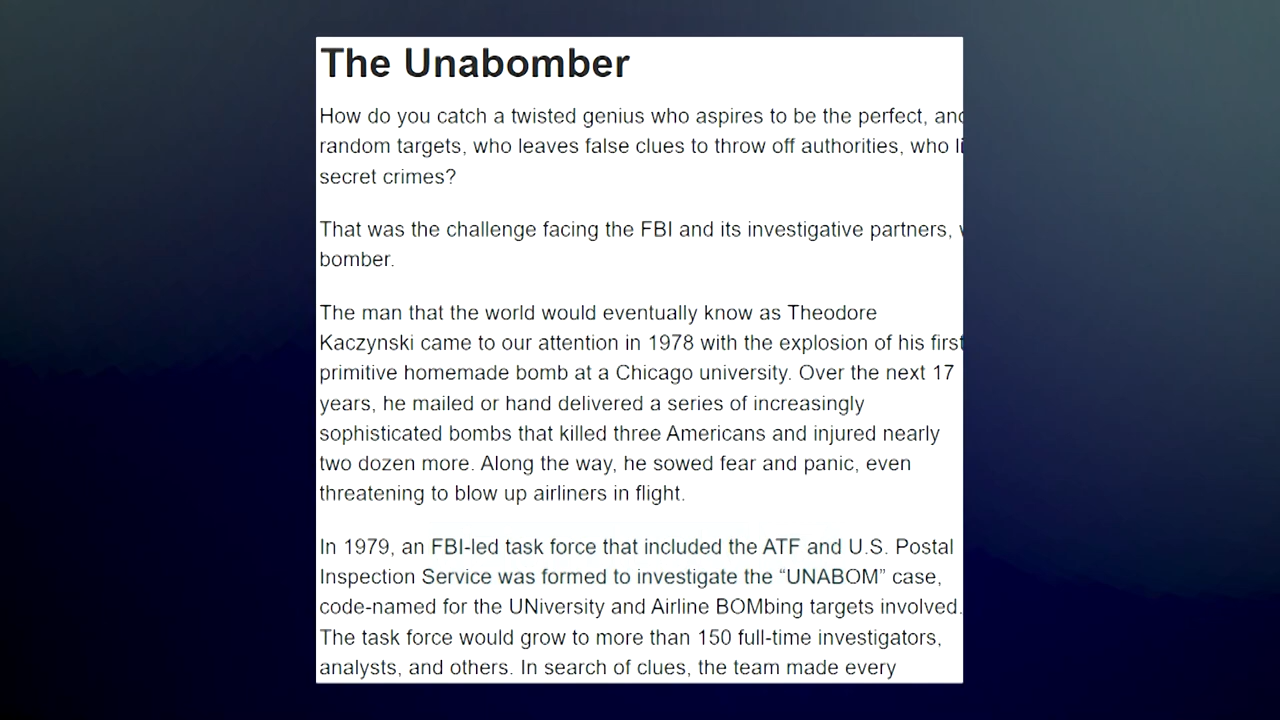 The Unabomber
How do you catch a twisted genius who aspires to be the perfect,
random targets, who leaves false clues to throw off authorities, who
secret crimes?
That was the challenge facing the FBI and its investigative partners,
bomber.
The man that the world would eventually know as Theodore
Kaczynski came to our attention in 1978 with the explosion of his first
primitive homemade bomb at a Chicago university. Over the next 17
years, he mailed or hand delivered a series of increasingly
sophisticated bombs that killed three Americans and injured nearly
two dozen more. Along the way, he sowed fear and panic, even
threatening to blow up airliners in flight.
In 1979, an FBI-led task force that included the ATF and U.S. Postal
Inspection Service was formed to investigate the “UNABOM” case,
code-named for the UNiversity and Airline BOMbing targets involved.
The task force would grow to more than 150 full-time investigators,
analysts, and others. In search of clues, the team made every